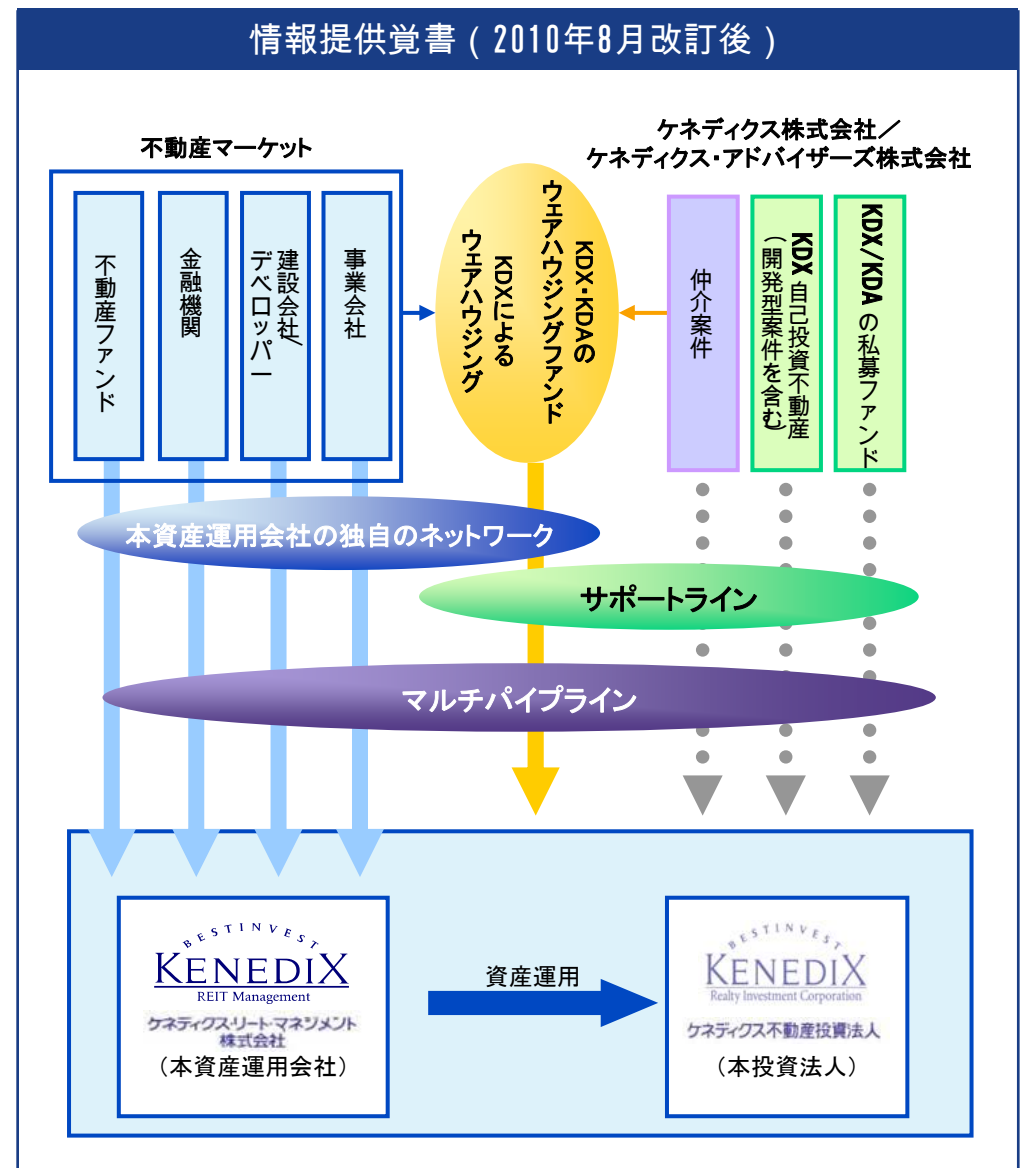 情報提供覚書（2010年8月改訂後）
不動産マーケット
ケネディクス株式会社／
ケネディクス・アドバイザーズ株式会社
不動産ファンド
金融機関
建設会社/
デベロッパー
事業会社
KDX・KDAの
ウェアハウジングファンド
KDXによる
ウェアハウジング
仲介案件
KDX 自己投資不動産
（開発型案件を含む）
KDX/KDA の私募ファンド
本資産運用会社の独自のネットワーク
サポートライン
マルチパイプライン
BESTINVEST
KENEDIX
REIT Management
ケネディクス・リート・マネジメント
株式会社
（本資産運用会社）
資産運用
BESTINVEST
KENEDIX
Realty Investment Corporation
ケネディクス不動産投資法人
（本投資法人）